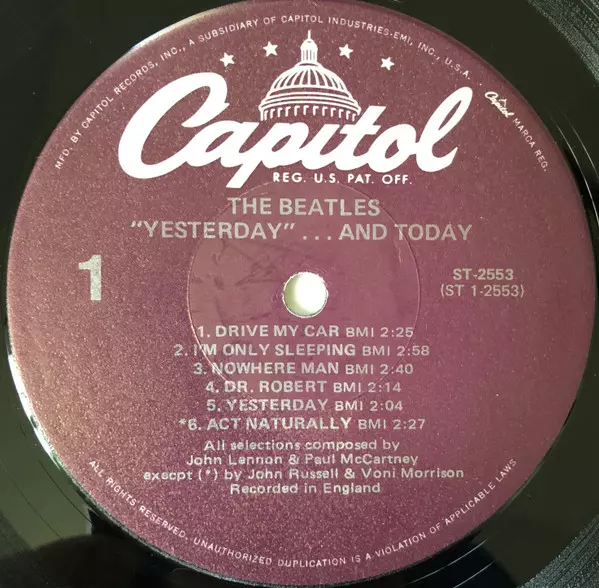 MFD. BY CAPITOL RECORDS, INC., A SUBSIDIARY OF CAPITOL INDUSTRIES-EMI, INC., U.S.A.
Capitol MARCA REG.
Capitol
REG. U.S. PAT. OFF.
THE BEATLES
"YESTERDAY" . . . AND TODAY
1
ST-2553
(ST 1-2553)
1. DRIVE MY CAR BMI 2:25
2. I'M ONLY SLEEPING BMI 2:58
3. NOWHERE MAN BMI 2:40
4. DR. ROBERT BMI 2:14
5. YESTERDAY BMI 2:04
*6. ACT NATURALLY BMI 2:27
All selections composed by
John Lennon & Paul McCartney
execpt (*) by John Russell & Voni Morrison
Recorded in England
ALL RIGHTS RESERVED. UNAUTHORIZED DUPLICATION IS A VIOLATION OF APPLICABLE LAWS